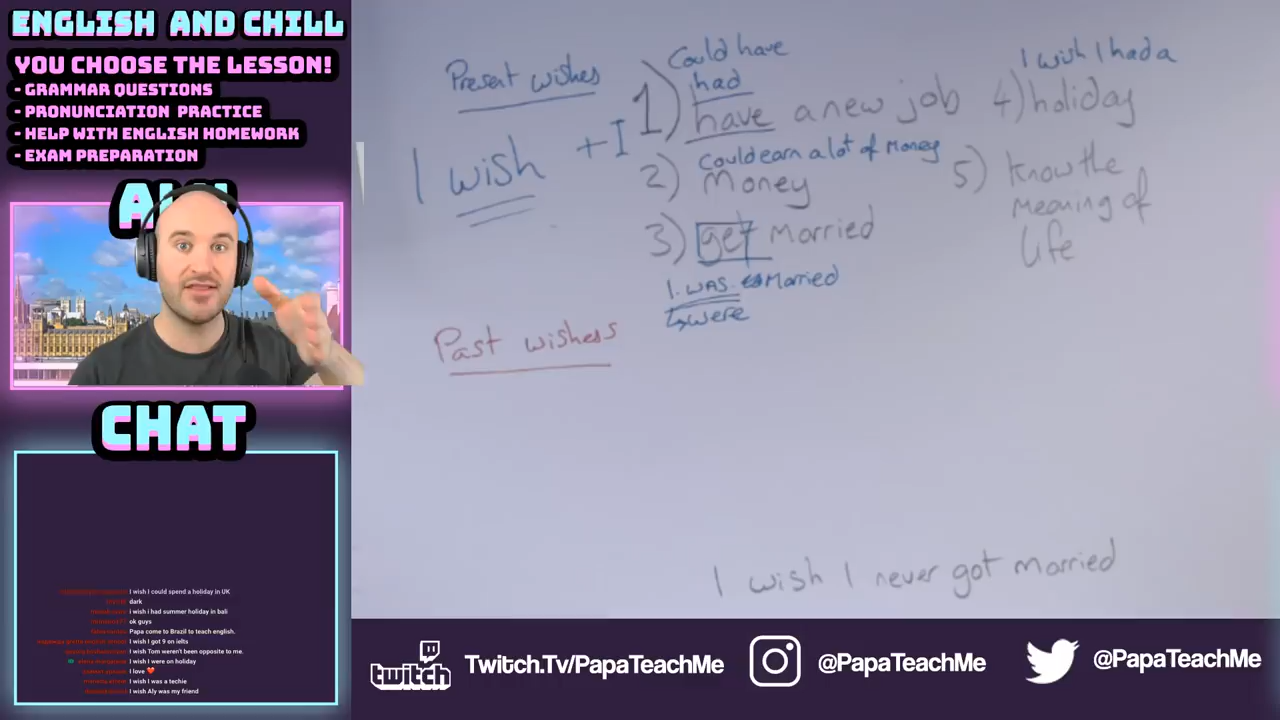 ENGLISH AND CHILL
YOU CHOOSE THE LESSON!
- GRAMMAR QUESTIONS
- PRONUNCIATION PRACTICE
- HELP WITH ENGLISH HOMEWORK
- EXAM PREPARATION
CHAT
I wish I could spend a holiday in UK
dark
I wish i had summer holiday in bali
ok guys
Papa come to Brazil to teach english.
I wish I got 9 on ielts
I wish Tom weren't been opposite to me.
I wish I were on holiday
I love ❤️
I wish I was a techie
I wish Aly was my friend
Present wishes
I wish + I
Could have
had
1) have a new job
Could earn a lot of money
2) Money
3) get Married
I was Married
↳were
I wish I had a
4) holiday
5) know the
meaning of
life
Past wishess
I wish I never got married
twitch
Twitch.Tv/PapaTeachMe
@PapaTeachMe
@PapaTeachMe